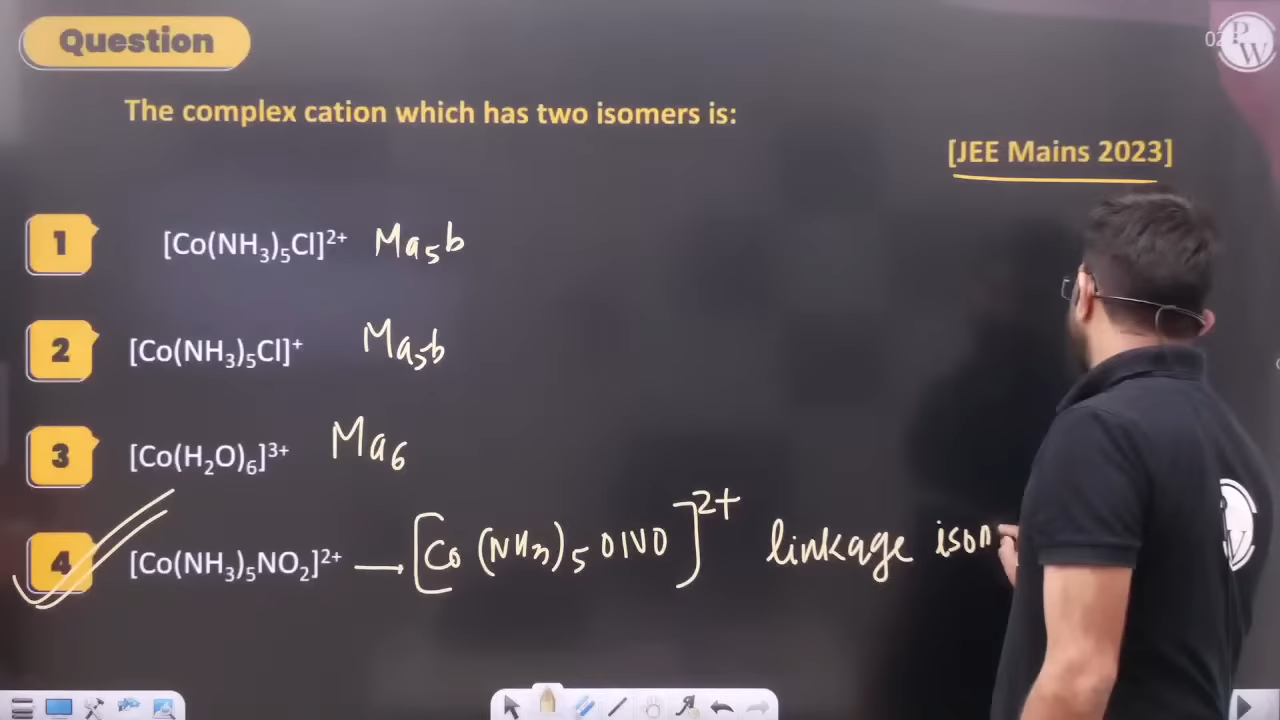 Question
02
PW
The complex cation which has two isomers is:
[JEE Mains 2023]
1 [Co(NH₃)₅Cl]²⁺ Ma₅b
2 [Co(NH₃)₅Cl]⁺ Ma₅b
3 [Co(H₂O)₆]³⁺ Ma₆
4 [Co(NH₃)₅NO₂]²⁺ → [Co(NH₃)₅ONO]²⁺ linkage ison